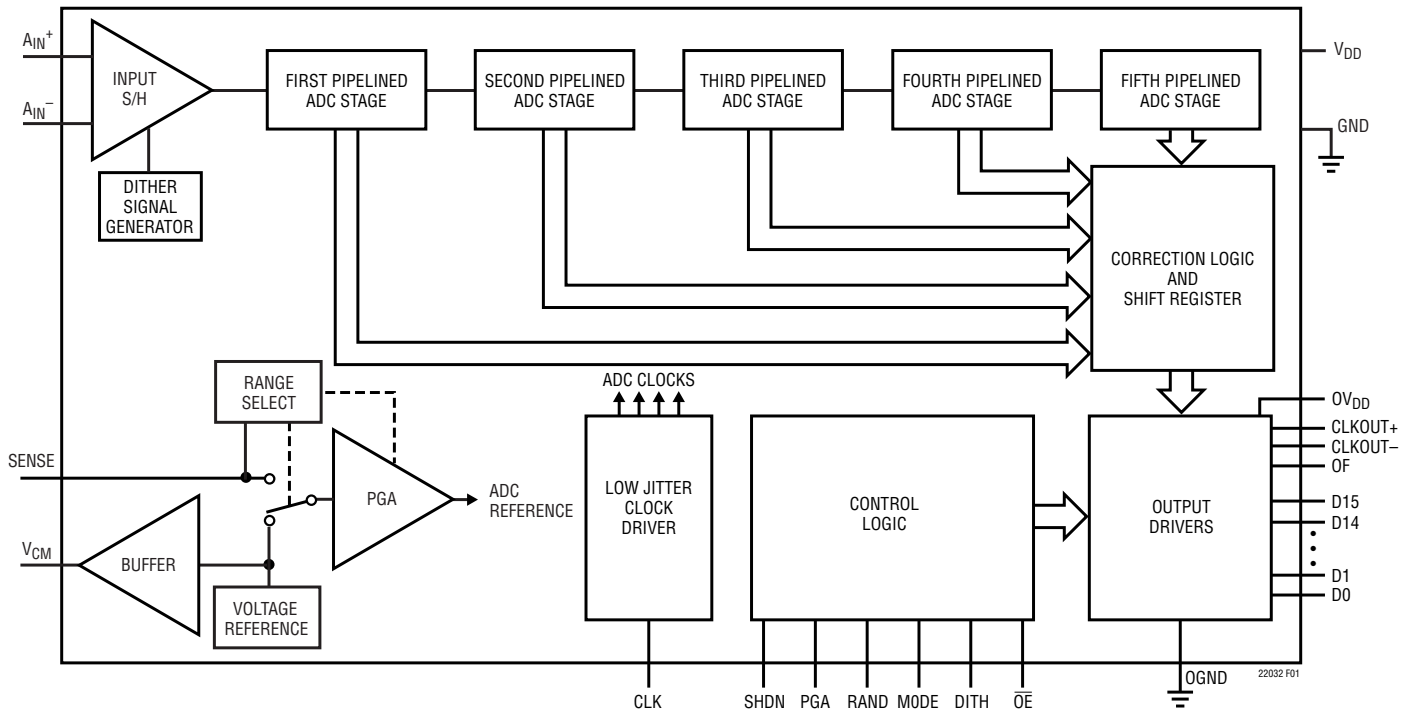 AIN+
AIN–
INPUT
S/H
DITHER
SIGNAL
GENERATOR
FIRST PIPELINED
ADC STAGE
SECOND PIPELINED
ADC STAGE
THIRD PIPELINED
ADC STAGE
FOURTH PIPELINED
ADC STAGE
FIFTH PIPELINED
ADC STAGE
VDD
GND
CORRECTION LOGIC
AND
SHIFT REGISTER
RANGE
SELECT
SENSE
PGA
ADC
REFERENCE
VCM
BUFFER
VOLTAGE
REFERENCE
ADC CLOCKS
LOW JITTER
CLOCK
DRIVER
CLK
CONTROL
LOGIC
SHDN
PGA
RAND
MODE
DITH
OE
OUTPUT
DRIVERS
OVDD
CLKOUT+
CLKOUT–
OF
D15
D14
D1
D0
OGND
22032 F01